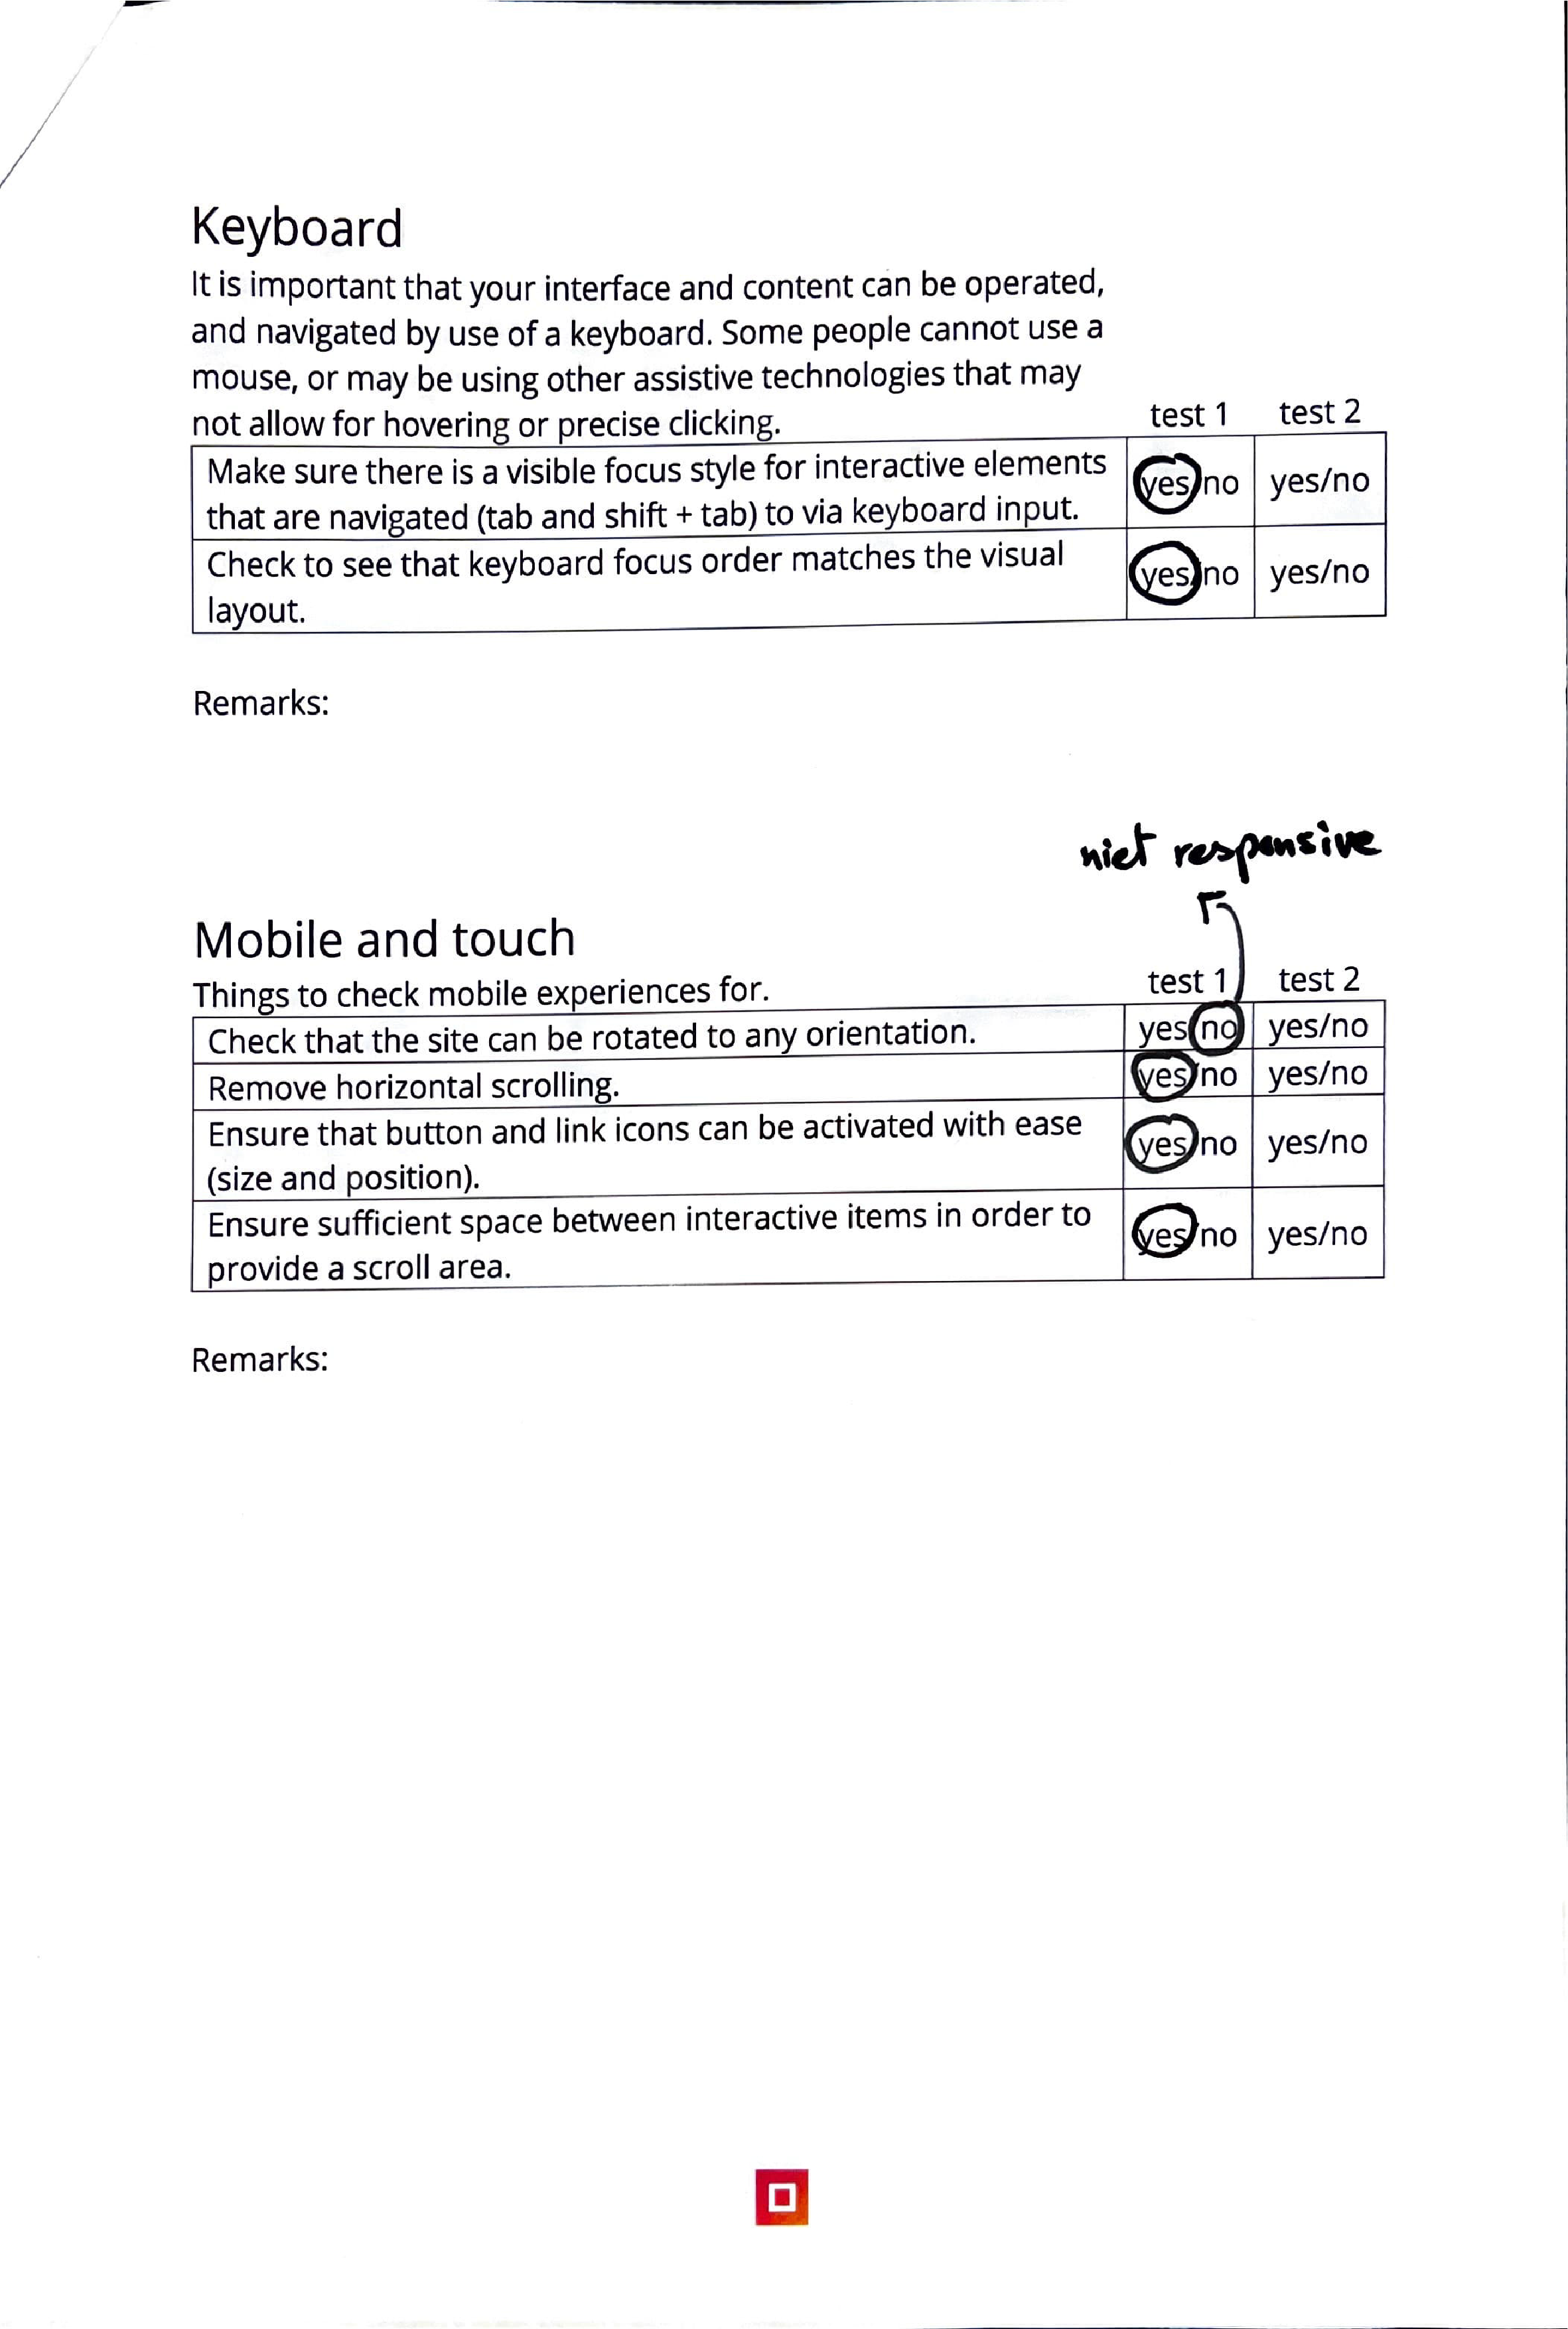 Keyboard
It is important that your interface and content can be operated,
and navigated by use of a keyboard. Some people cannot use a
mouse, or may be using other assistive technologies that may
not allow for hovering or precise clicking. test 1 test 2
Make sure there is a visible focus style for interactive elements
that are navigated (tab and shift + tab) to via keyboard input. yes/no yes/no
Check to see that keyboard focus order matches the visual
layout. yes/no yes/no
Remarks:
niet responsive
Mobile and touch
Things to check mobile experiences for. test 1 test 2
Check that the site can be rotated to any orientation. yes/no yes/no
Remove horizontal scrolling. yes/no yes/no
Ensure that button and link icons can be activated with ease
(size and position). yes/no yes/no
Ensure sufficient space between interactive items in order to
provide a scroll area. yes/no yes/no
Remarks: